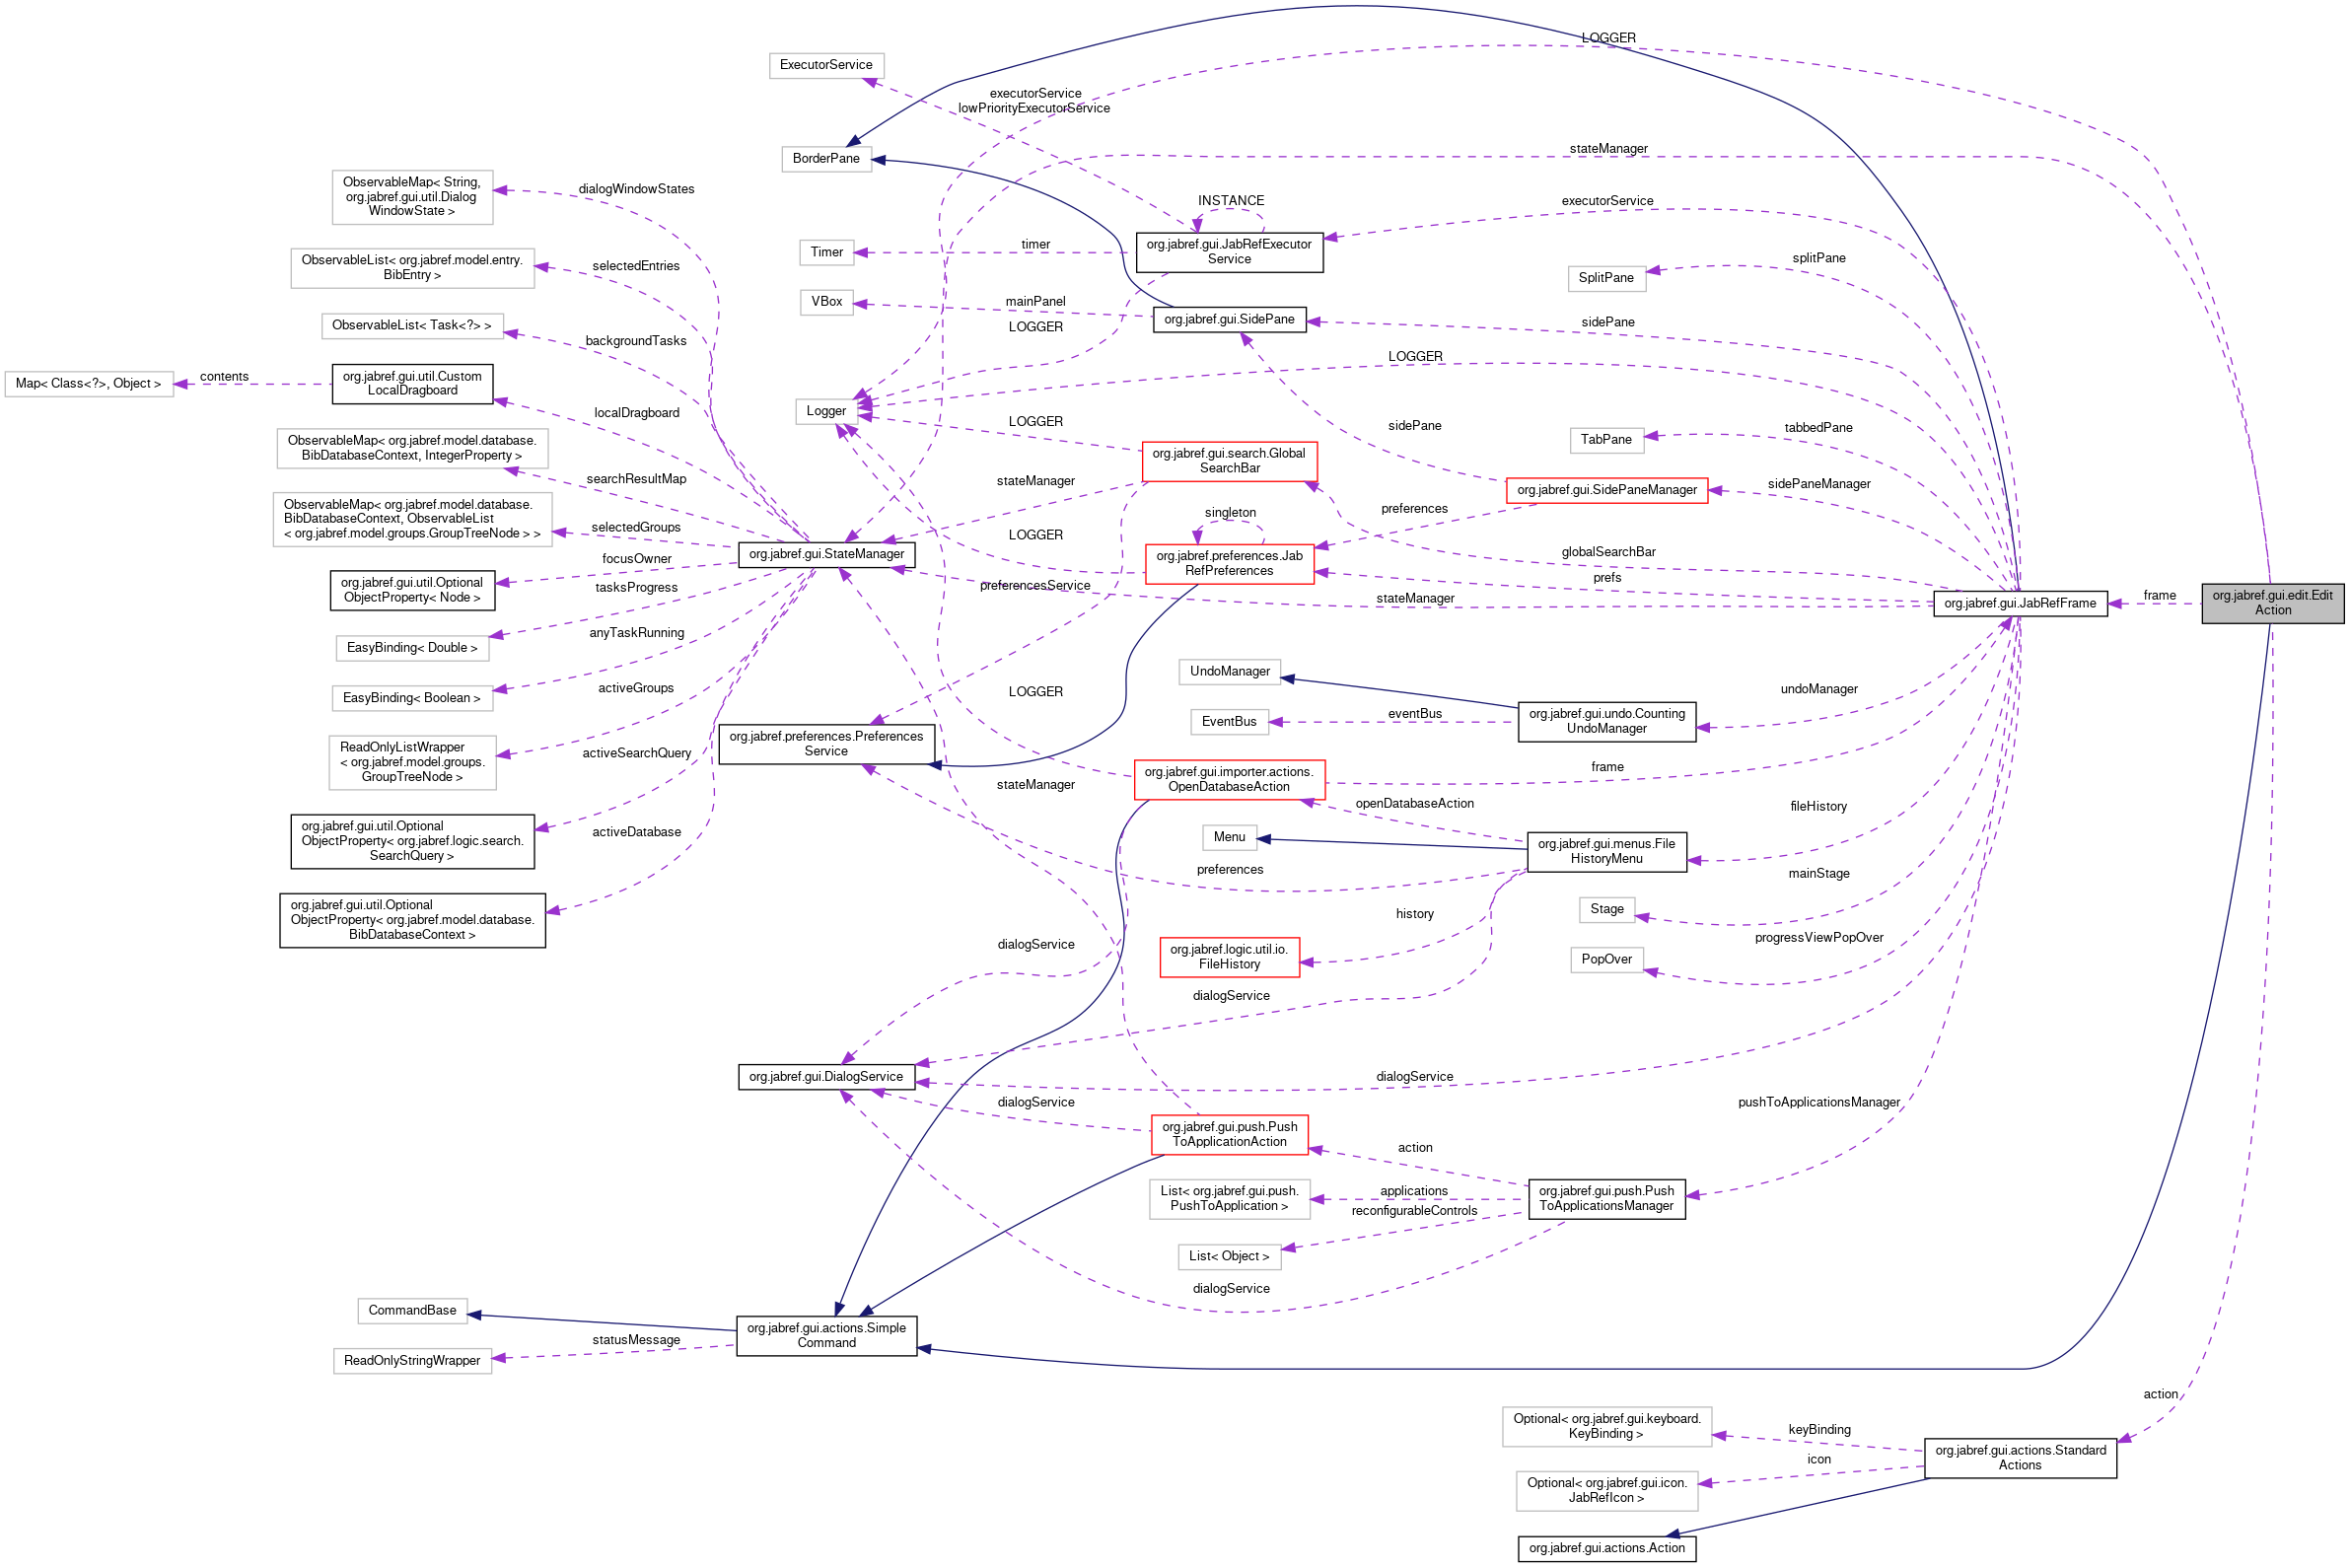 LOGGER
ExecutorService
executorService
lowPriorityExecutorService
BorderPane
stateManager
ObservableMap< String,
org.jabref.gui.util.Dialog
WindowState >
dialogWindowStates
INSTANCE
executorService
org.jabref.gui.JabRefExecutor
Service
Timer
timer
ObservableList< org.jabref.model.entry.
BibEntry >
selectedEntries
splitPane
SplitPane
VBox
mainPanel
org.jabref.gui.SidePane
sidePane
ObservableList< Task<?> >
backgroundTasks
LOGGER
LOGGER
Map< Class<?>, Object >
contents
org.jabref.gui.util.Custom
LocalDragboard
localDragboard
Logger
LOGGER
sidePane
TabPane
tabbedPane
ObservableMap< org.jabref.model.database.
BibDatabaseContext, IntegerProperty >
searchResultMap
org.jabref.gui.search.Global
SearchBar
stateManager
org.jabref.gui.SidePaneManager
sidePaneManager
ObservableMap< org.jabref.model.database.
BibDatabaseContext, ObservableList
< org.jabref.model.groups.GroupTreeNode > >
selectedGroups
singleton
preferences
LOGGER
org.jabref.gui.StateManager
org.jabref.preferences.Jab
RefPreferences
globalSearchBar
focusOwner
org.jabref.gui.util.Optional
ObjectProperty< Node >
tasksProgress
preferencesService
prefs
stateManager
org.jabref.gui.JabRefFrame
frame
org.jabref.gui.edit.Edit
Action
anyTaskRunning
EasyBinding< Double >
UndoManager
activeGroups
EasyBinding< Boolean >
LOGGER
undoManager
EventBus
eventBus
org.jabref.gui.undo.Counting
UndoManager
ReadOnlyListWrapper
< org.jabref.model.groups.
GroupTreeNode >
activeSearchQuery
org.jabref.preferences.Preferences
Service
stateManager
org.jabref.gui.importer.actions.
OpenDatabaseAction
frame
openDatabaseAction
fileHistory
org.jabref.gui.util.Optional
ObjectProperty< org.jabref.logic.search.
SearchQuery >
activeDatabase
Menu
org.jabref.gui.menus.File
HistoryMenu
preferences
mainStage
org.jabref.gui.util.Optional
ObjectProperty< org.jabref.model.database.
BibDatabaseContext >
history
Stage
dialogService
org.jabref.logic.util.io.
FileHistory
progressViewPopOver
PopOver
dialogService
org.jabref.gui.DialogService
dialogService
dialogService
pushToApplicationsManager
org.jabref.gui.push.Push
ToApplicationAction
action
List< org.jabref.gui.push.
PushToApplication >
applications
reconfigurableControls
org.jabref.gui.push.Push
ToApplicationsManager
List< Object >
dialogService
CommandBase
org.jabref.gui.actions.Simple
Command
statusMessage
ReadOnlyStringWrapper
action
Optional< org.jabref.gui.keyboard.
KeyBinding >
keyBinding
org.jabref.gui.actions.Standard
Actions
icon
Optional< org.jabref.gui.icon.
JabRefIcon >
org.jabref.gui.actions.Action